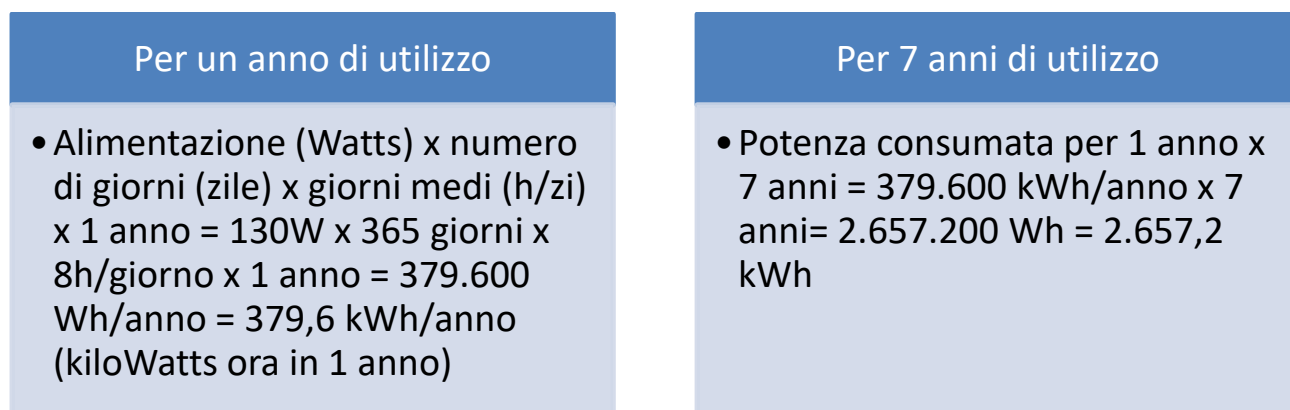 Per un anno di utilizzo
• Alimentazione (Watts) x numero
di giorni (zile) x giorni medi (h/zi)
x 1 anno = 130W x 365 giorni x
8h/giorno x 1 anno = 379.600
Wh/anno = 379,6 kWh/anno
(kiloWatts ora in 1 anno)
Per 7 anni di utilizzo
• Potenza consumata per 1 anno x
7 anni = 379.600 kWh/anno x 7
anni= 2.657.200 Wh = 2.657,2
kWh